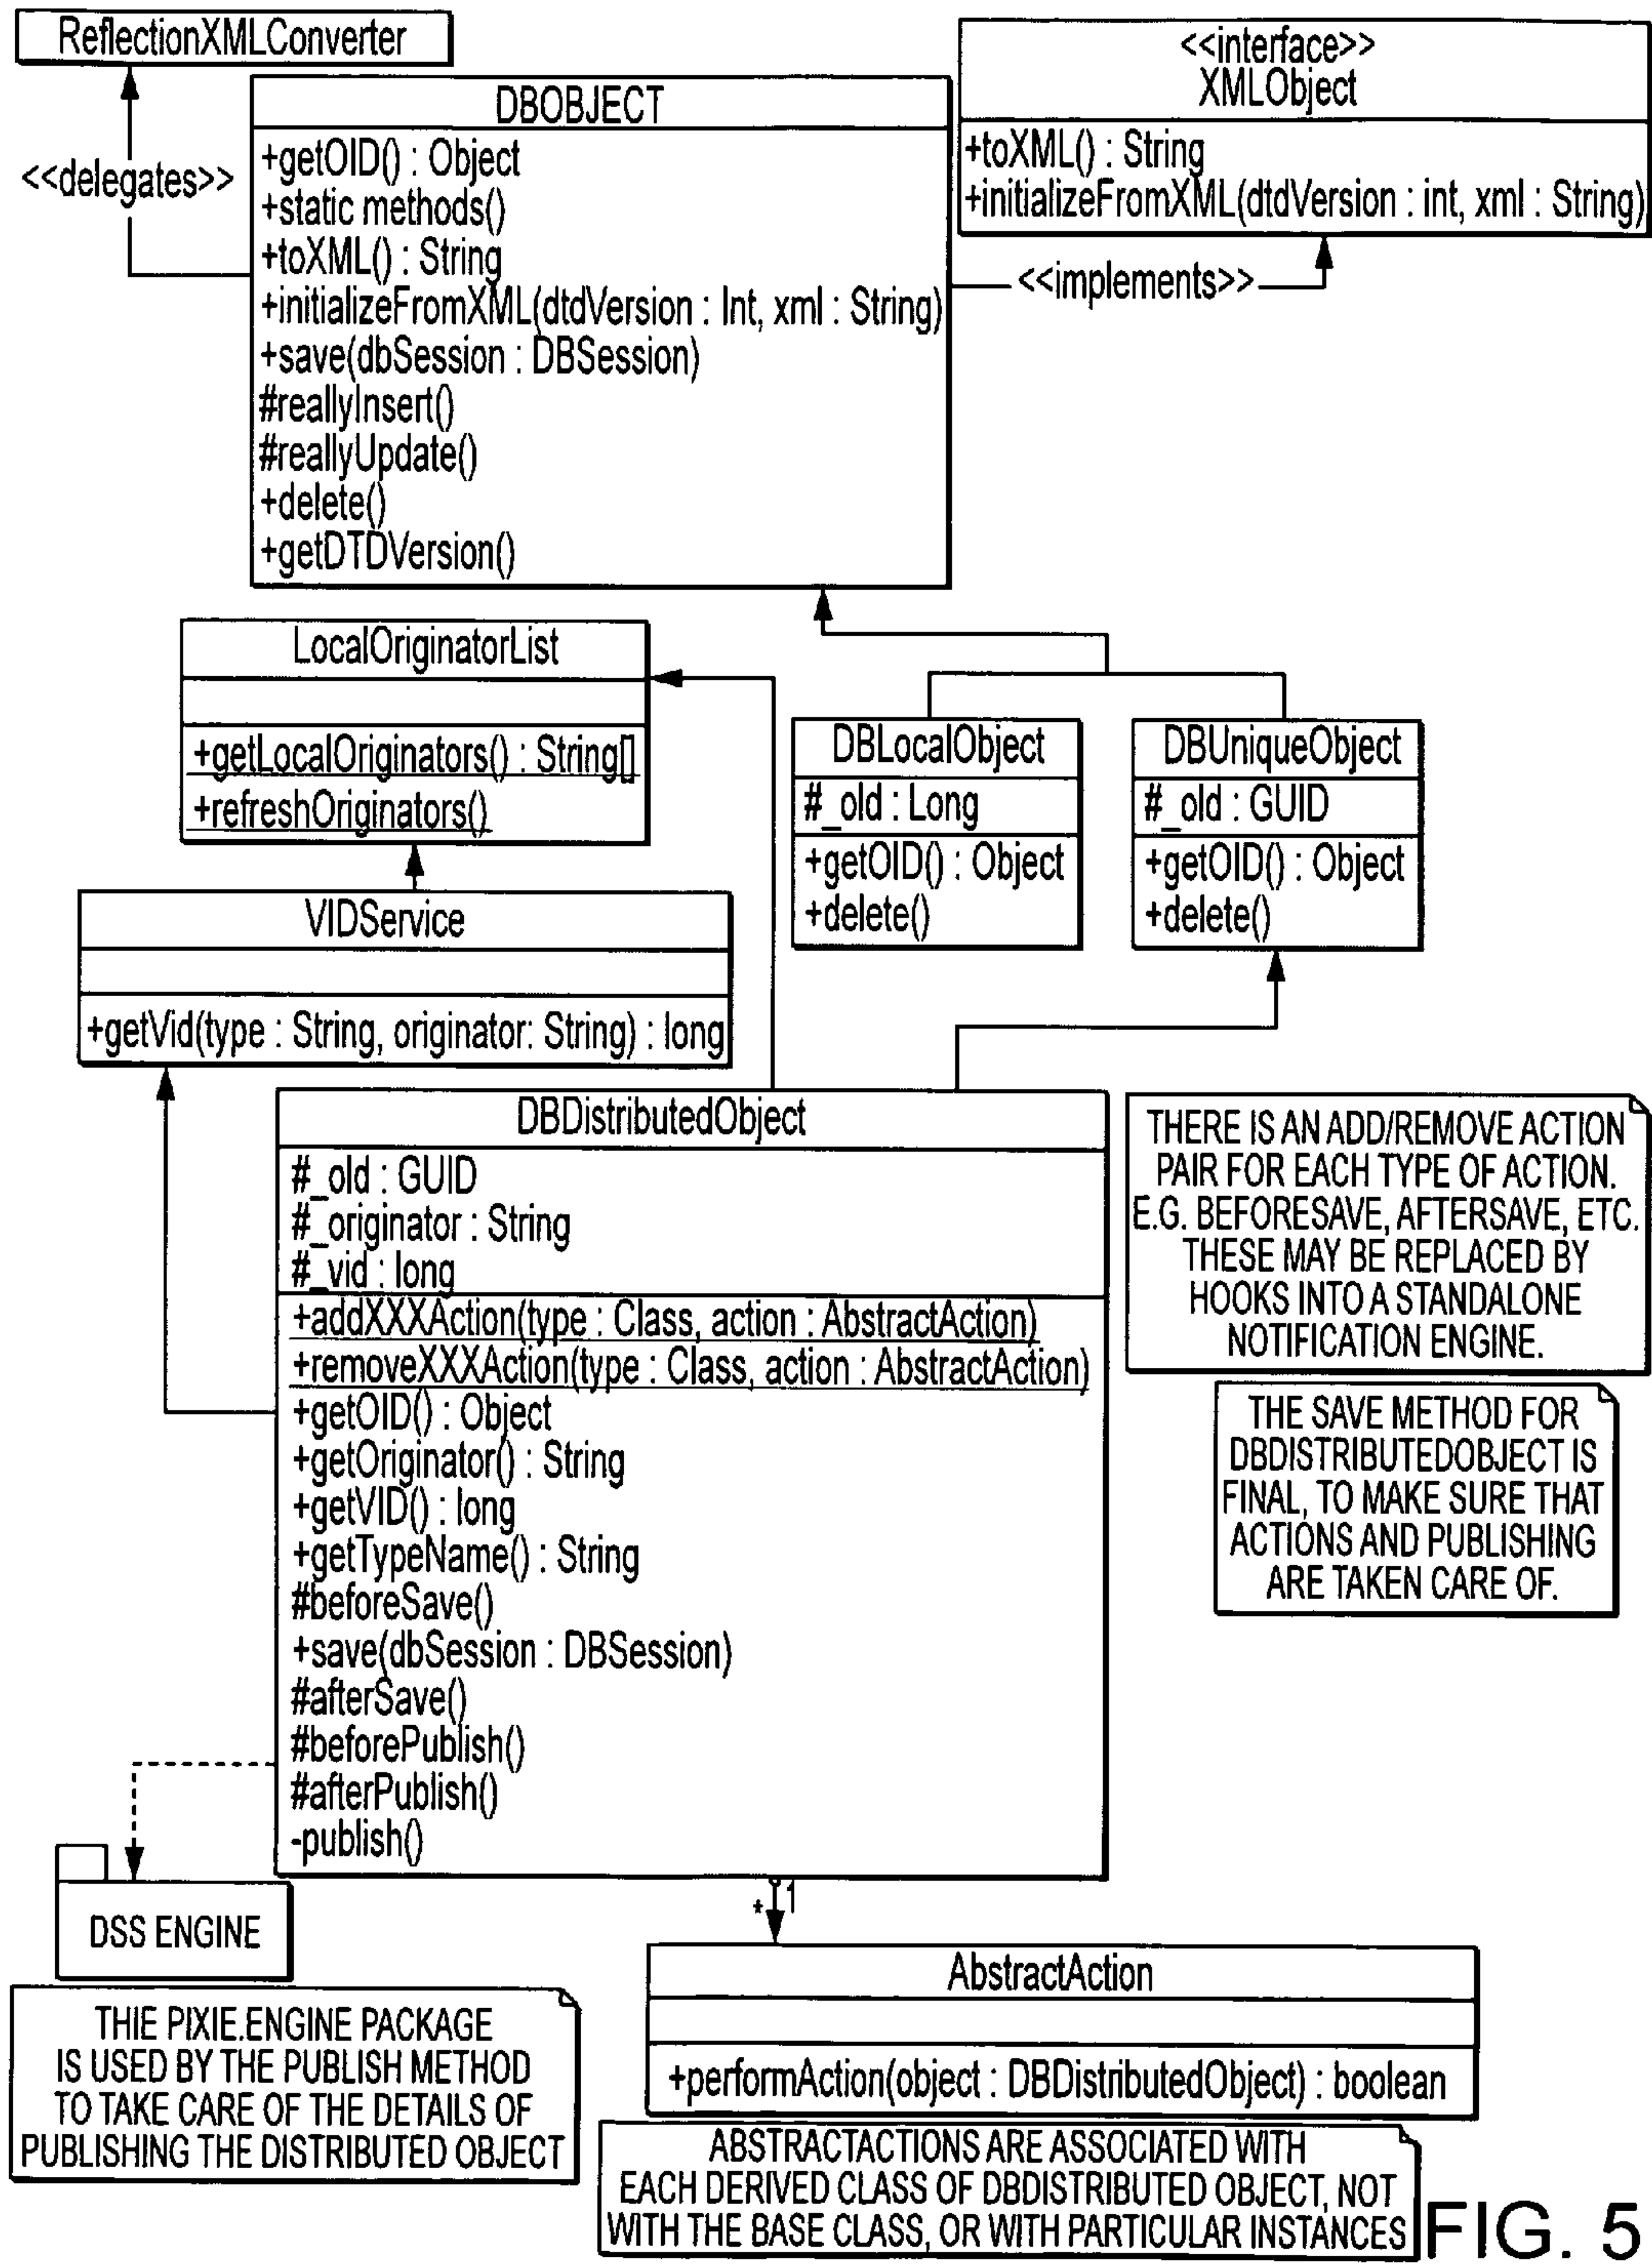 ReflectionXMLConverter
<<interface>>
XMLObject
+toXML() : String
+initializeFromXML(dtdVersion : int, xml : String)
<<delegates>>
DBOBJECT
+getOID() : Object
+static methods()
+toXML() : String
+initializeFromXML(dtdVersion : Int, xml : String)
+save(dbSession : DBSession)
#reallyInsert()
#reallyUpdate()
+delete()
+getDTDVersion()
<<implements>>
LocalOriginatorList
+getLocalOriginators() : String[]
+refreshOriginators()
DBLocalObject
#_old : Long
+getOID() : Object
+delete()
DBUniqueObject
#_old : GUID
+getOID() : Object
+delete()
VIDService
+getVid(type : String, originator: String) : long
DBDistributedObject
#_old : GUID
#_originator : String
#_vid : long
+addXXXAction(type : Class, action : AbstractAction)
+removeXXXAction(type : Class, action : AbstractAction)
+getOID() : Object
+getOriginator() : String
+getVID() : long
+getTypeName() : String
#beforeSave()
+save(dbSession : DBSession)
#afterSave()
#beforePublish()
#afterPublish()
-publish()
THERE IS AN ADD/REMOVE ACTION
PAIR FOR EACH TYPE OF ACTION.
E.G. BEFORESAVE, AFTERSAVE, ETC.
THESE MAY BE REPLACED BY
HOOKS INTO A STANDALONE
NOTIFICATION ENGINE.
THE SAVE METHOD FOR
DBDISTRIBUTEDOBJECT IS
FINAL, TO MAKE SURE THAT
ACTIONS AND PUBLISHING
ARE TAKEN CARE OF.
DSS ENGINE
* 1
THIE PIXIE.ENGINE PACKAGE
IS USED BY THE PUBLISH METHOD
TO TAKE CARE OF THE DETAILS OF
PUBLISHING THE DISTRIBUTED OBJECT
AbstractAction
+performAction(object : DBDistributedObject) : boolean
ABSTRACTACTIONS ARE ASSOCIATED WITH
EACH DERIVED CLASS OF DBDISTRIBUTED OBJECT, NOT
WITH THE BASE CLASS, OR WITH PARTICULAR INSTANCES
FIG. 5